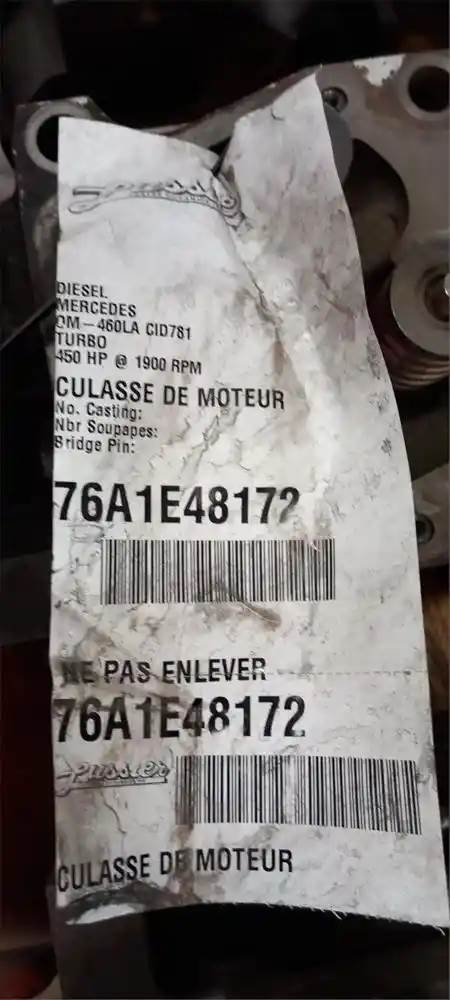 DIESEL
MERCEDES
OM-460LA CID781
TURBO
450 HP @ 1900 RPM
CULASSE DE MOTEUR
No. Casting:
Nbr Soupapes:
Bridge Pin:
76A1E48172
NE PAS ENLEVER
76A1E48172
Lussier
CULASSE DE MOTEUR